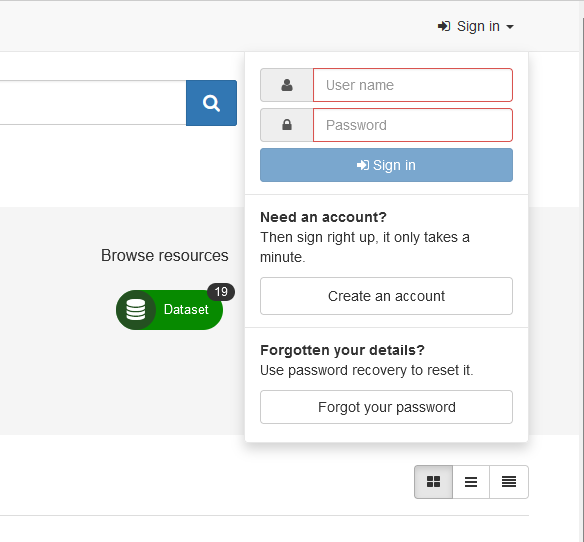 Sign in
User name
Password
Sign in
Need an account?
Then sign right up, it only takes a
minute.
Create an account
Forgotten your details?
Use password recovery to reset it.
Forgot your password
Browse resources
19
Dataset